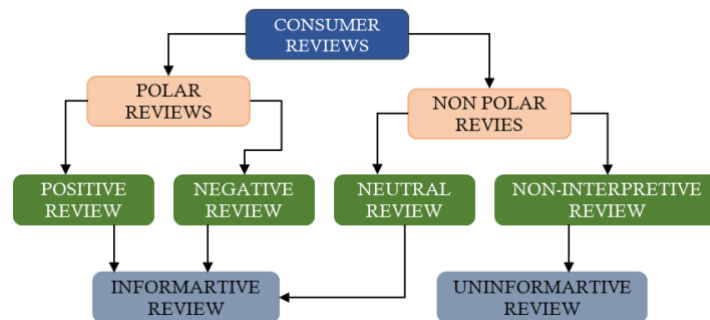 CONSUMER
REVIEWS
POLAR
REVIEWS
NON POLAR
REVIES
POSITIVE
REVIEW
NEGATIVE
REVIEW
NEUTRAL
REVIEW
NON-INTERPRETIVE
REVIEW
INFORMARTIVE
REVIEW
UNINFORMARTIVE
REVIEW